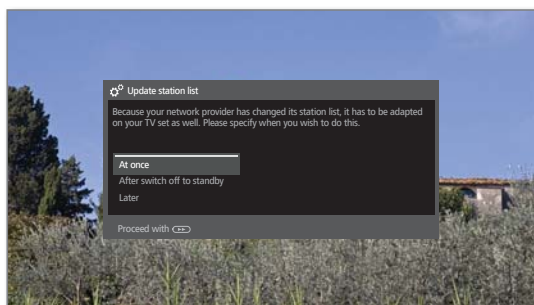 Update station list
Because your network provider has changed its station list, it has to be adapted
on your TV set as well. Please specify when you wish to do this.
At once
After switch off to standby
Later
Proceed with